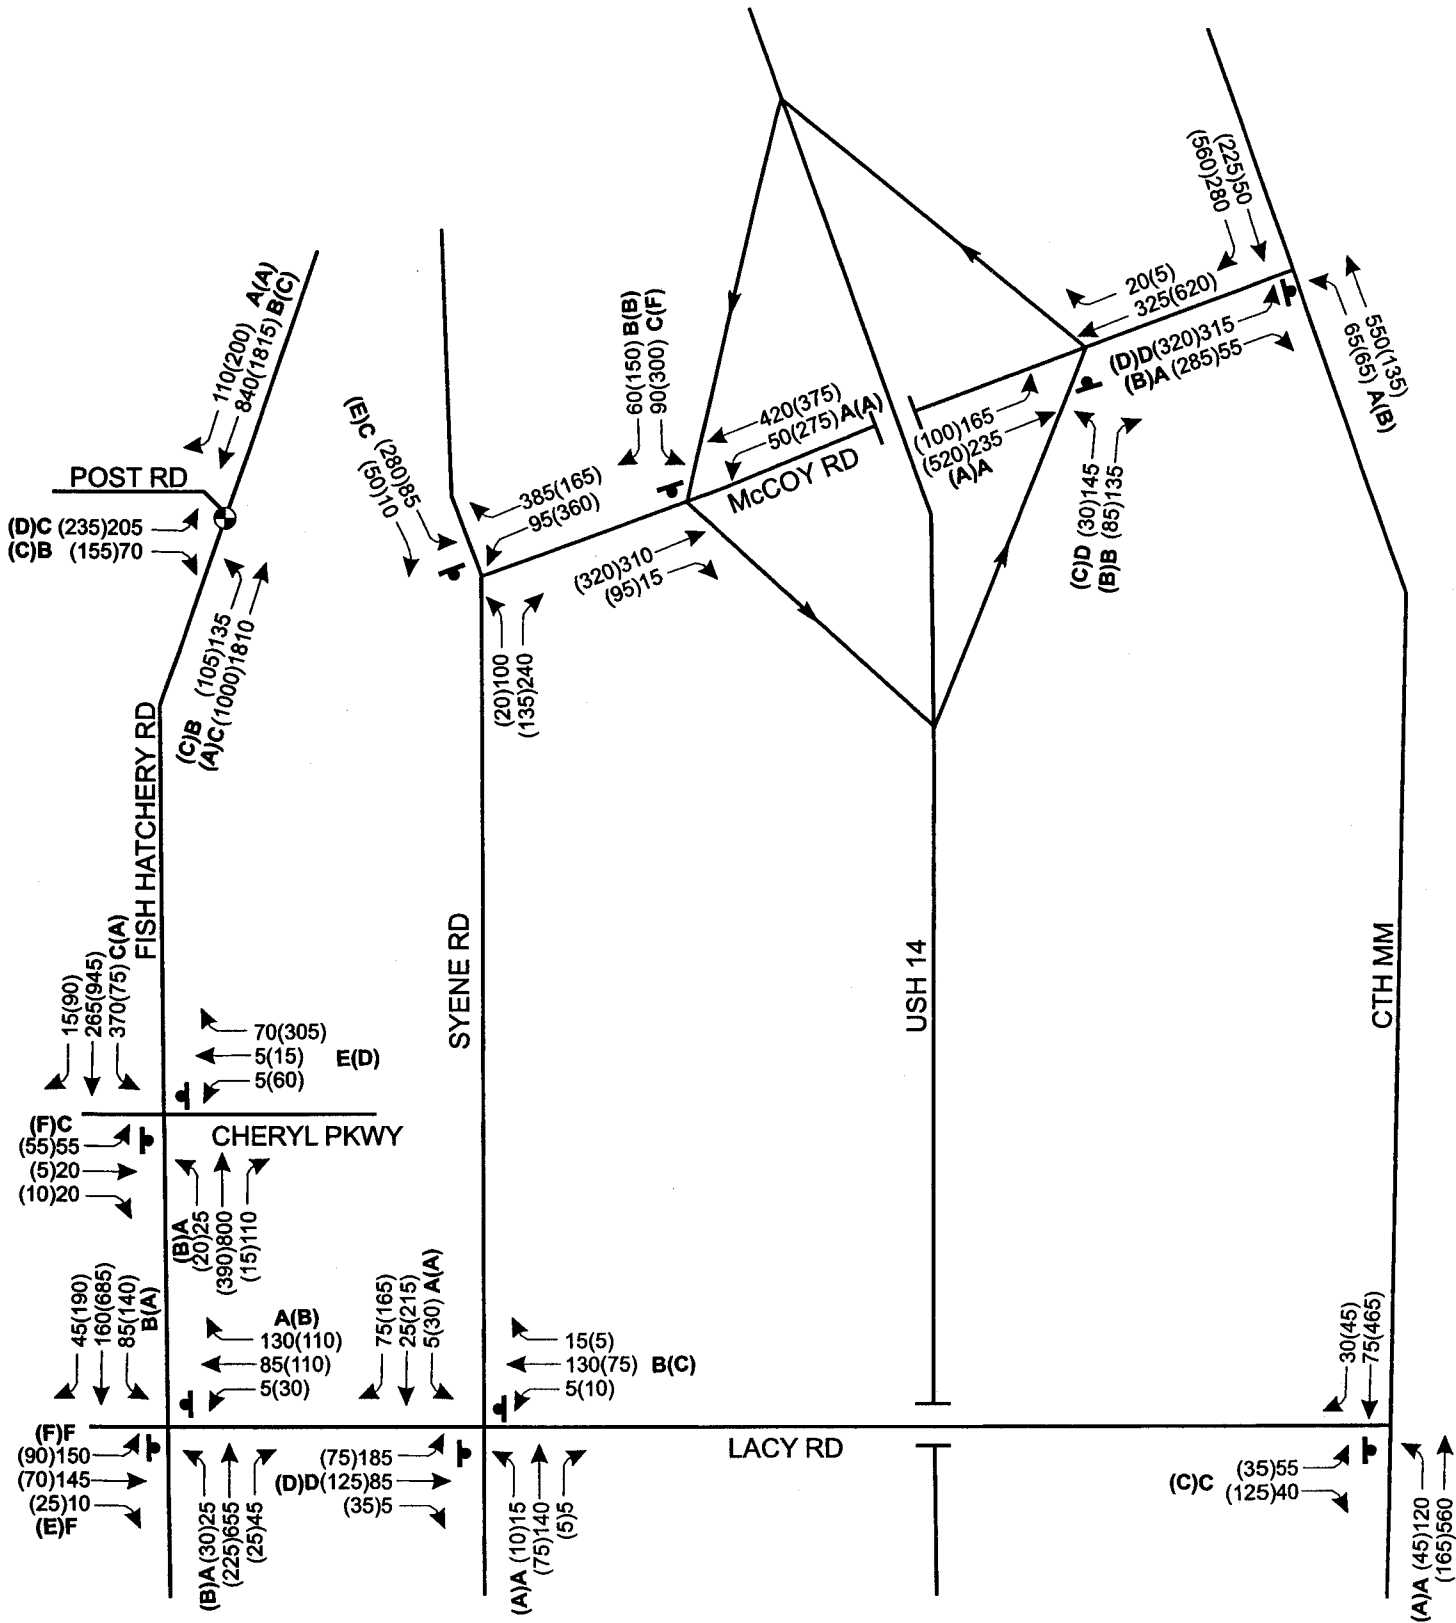 (225)50
(560)280
20(5)
325(620)
550(135)
65(65) A(B)
(D)D(320)315
(B)A (285)55
110(200) A(A)
840(1815) B(C)
60(150) B(B)
90(300) C(F)
420(375)
50(275) A(A)
McCOY RD
(100)165
(520)235
(A)A
(C)D (30)145
(B)B (85)135
(E)C (280)85
(50)10
385(165)
95(360)
(320)310
(95)15
POST RD
(D)C (235)205
(C)B (155)70
(C)B (105)135
(A)C(1000)1810
(20)100
(135)240
FISH HATCHERY RD
SYENE RD
USH 14
CTH MM
15(90)
265(945)
370(75) C(A)
70(305)
5(15) E(D)
5(60)
CHERYL PKWY
(F)C
(55)55
(5)20
(10)20
(B)A
(20)25
(390)800
(15)110
45(190)
160(685)
85(140)
B(A)
A(B)
130(110)
85(110)
5(30)
75(165)
25(215)
5(30) A(A)
15(5)
130(75) B(C)
5(10)
30(45)
75(465)
LACY RD
(F)F
(90)150
(70)145
(25)10
(E)F
(B)A (30)25
(225)655
(25)45
(75)185
(D)D(125)85
(35)5
(A)A (10)15
(75)140
(5)5
(C)C
(35)55
(125)40
(A)A (45)120
(165)560